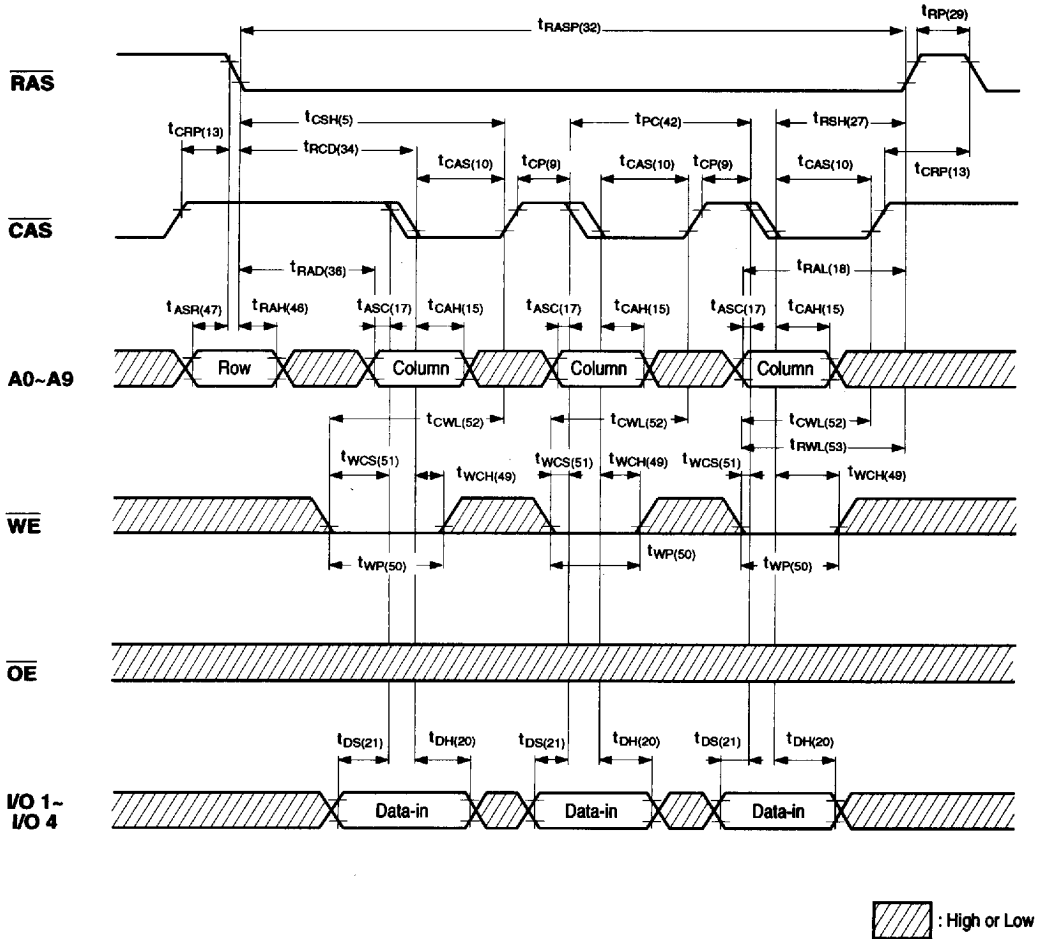 tRASP(32)
tRP(29)
RAS
tCSH(5)
tPC(42)
tRSH(27)
tCRP(13)
tRCD(34)
tCAS(10)
tCP(9)
tCAS(10)
tCP(9)
tCAS(10)
tCRP(13)
CAS
tRAD(36)
tRAL(18)
tASR(47)
tRAH(46)
tASC(17)
tCAH(15)
tASC(17)
tCAH(15)
tASC(17)
tCAH(15)
A0~A9
Row
Column
Column
Column
tCWL(52)
tCWL(52)
tCWL(52)
tRWL(53)
tWCS(51)
tWCH(49)
tWCS(51)
tWCH(49)
tWCS(51)
tWCH(49)
WE
tWP(50)
tWP(50)
tWP(50)
OE
tDS(21)
tDH(20)
tDS(21)
tDH(20)
tDS(21)
tDH(20)
I/O 1~
I/O 4
Data-in
Data-in
Data-in
: High or Low